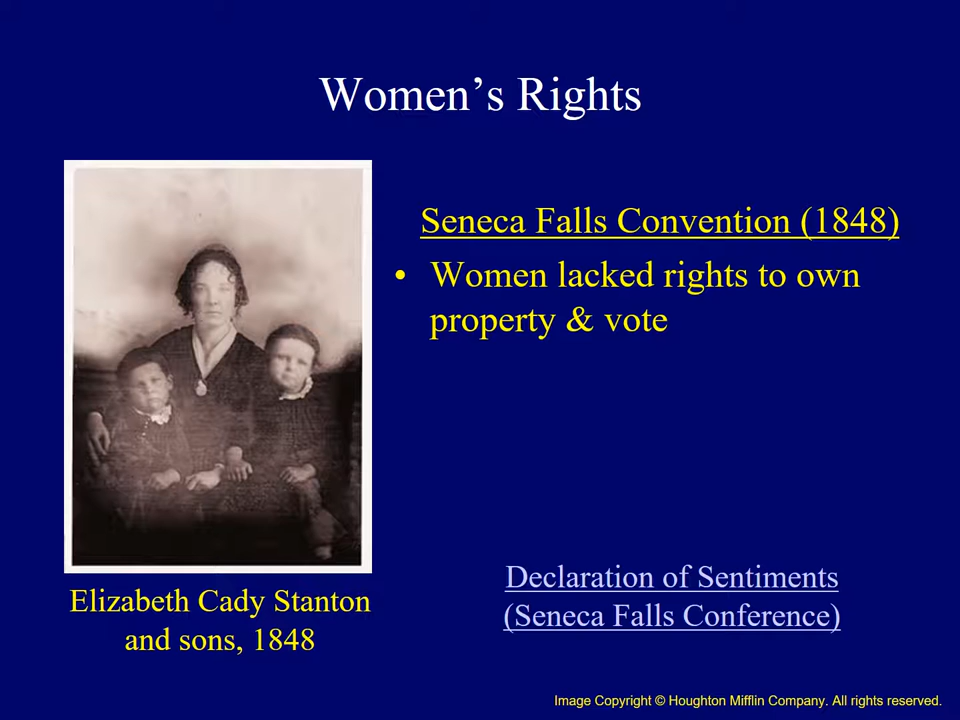 Women’s Rights
Seneca Falls Convention (1848)
• Women lacked rights to own
property & vote
Elizabeth Cady Stanton
and sons, 1848
Declaration of Sentiments
(Seneca Falls Conference)
Image Copyright © Houghton Mifflin Company. All rights reserved.